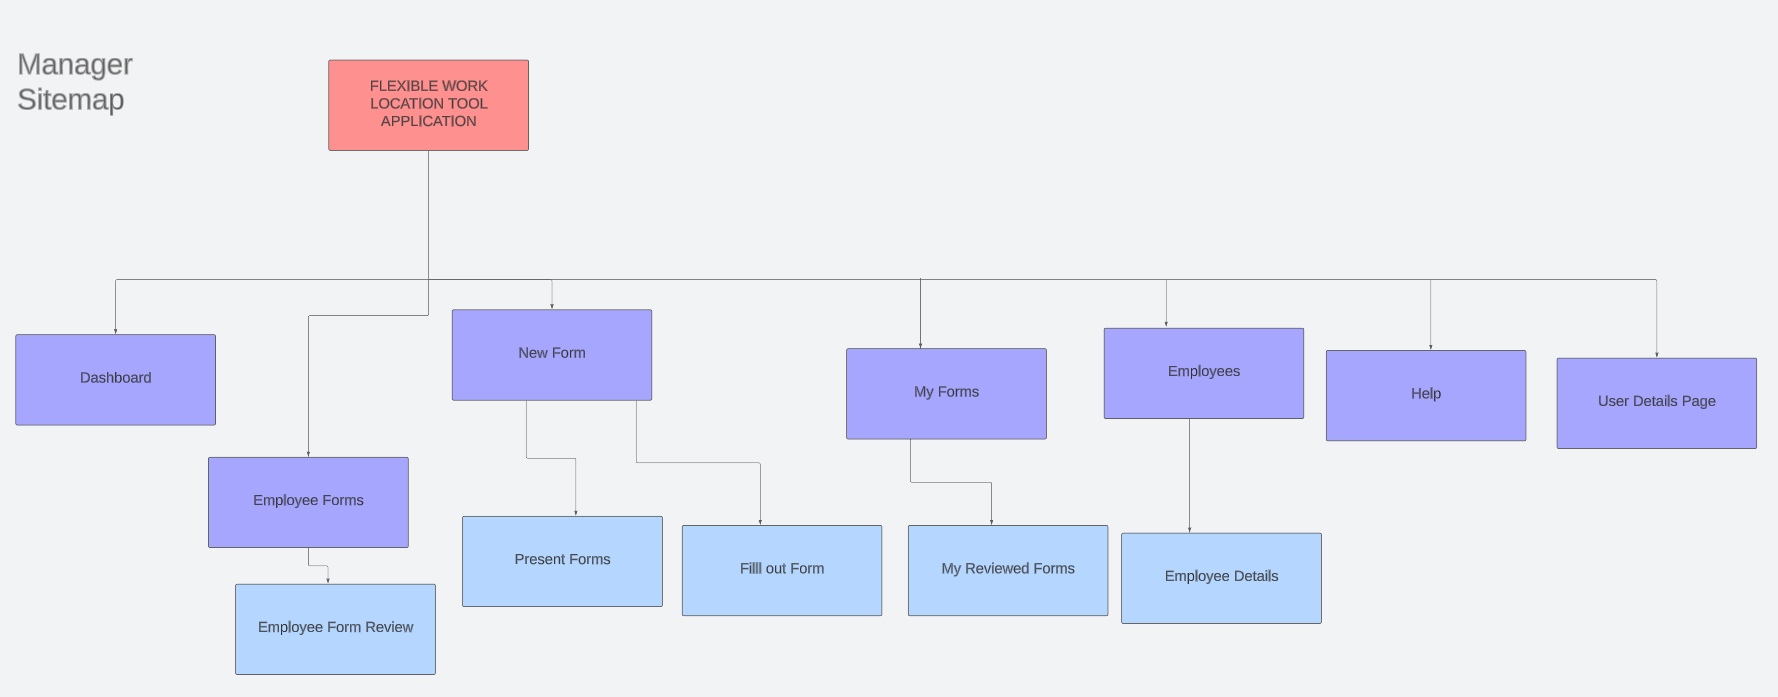 Manager
Sitemap
FLEXIBLE WORK
LOCATION TOOL
APPLICATION
Dashboard
Employee Forms
New Form
My Forms
Employees
Help
User Details Page
Employee Form Review
Present Forms
Filll out Form
My Reviewed Forms
Employee Details